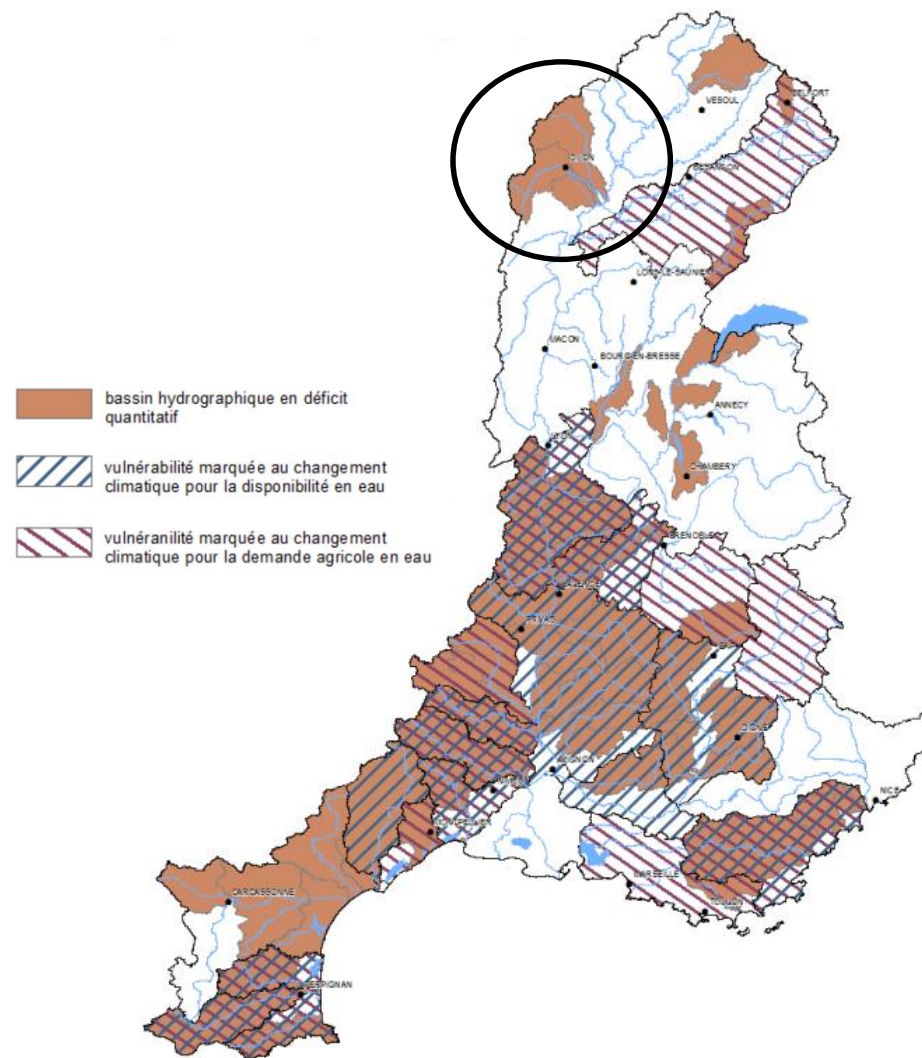 BELFORT
VESOUL
DIJON
BESANCON
LONS-LE-SAUNIER
MACON
BOURG-EN-BRESSE
bassin hydrographique en déficit
quantitatif
ANNECY
vulnérabilité marquée au changement
climatique pour la disponibilité en eau
CHAMBERY
vulnéranilité marquée au changement
climatique pour la demande agricole en eau
GRENOBLE
VALENCE
PRIVAS
DIGNE
AVIGNON
NICE
MONTPELLIER
MARSEILLE
CARCASSONNE
TOULON
PERPIGNAN